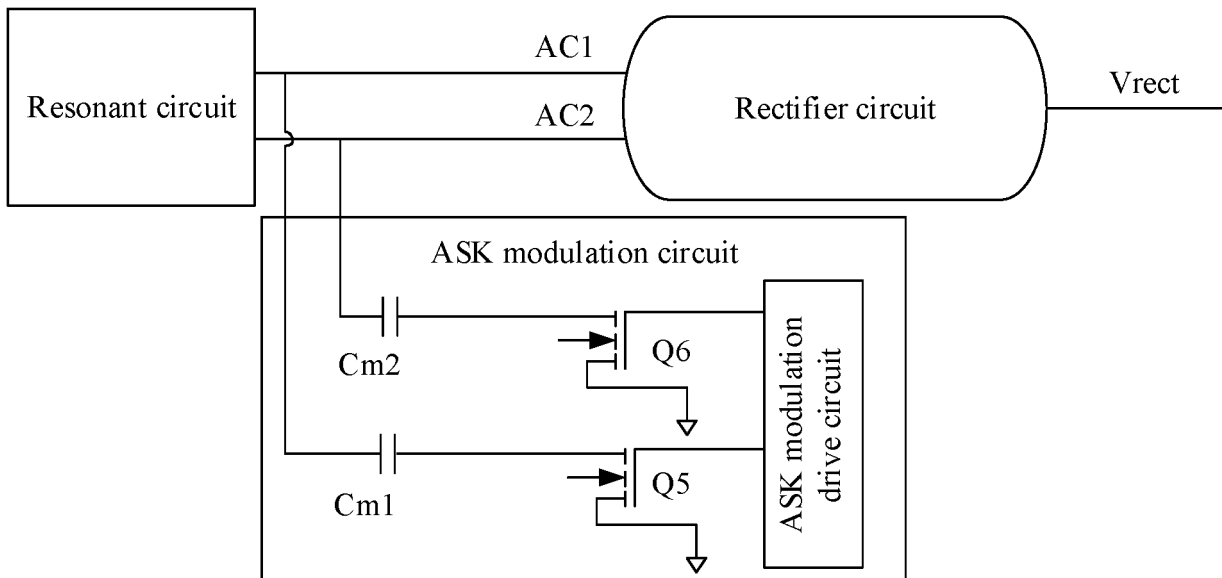 AC1
Vrect
Resonant circuit
AC2
Rectifier circuit
ASK modulation circuit
Cm2
Q6
Cm1
Q5
ASK modulation
drive circuit